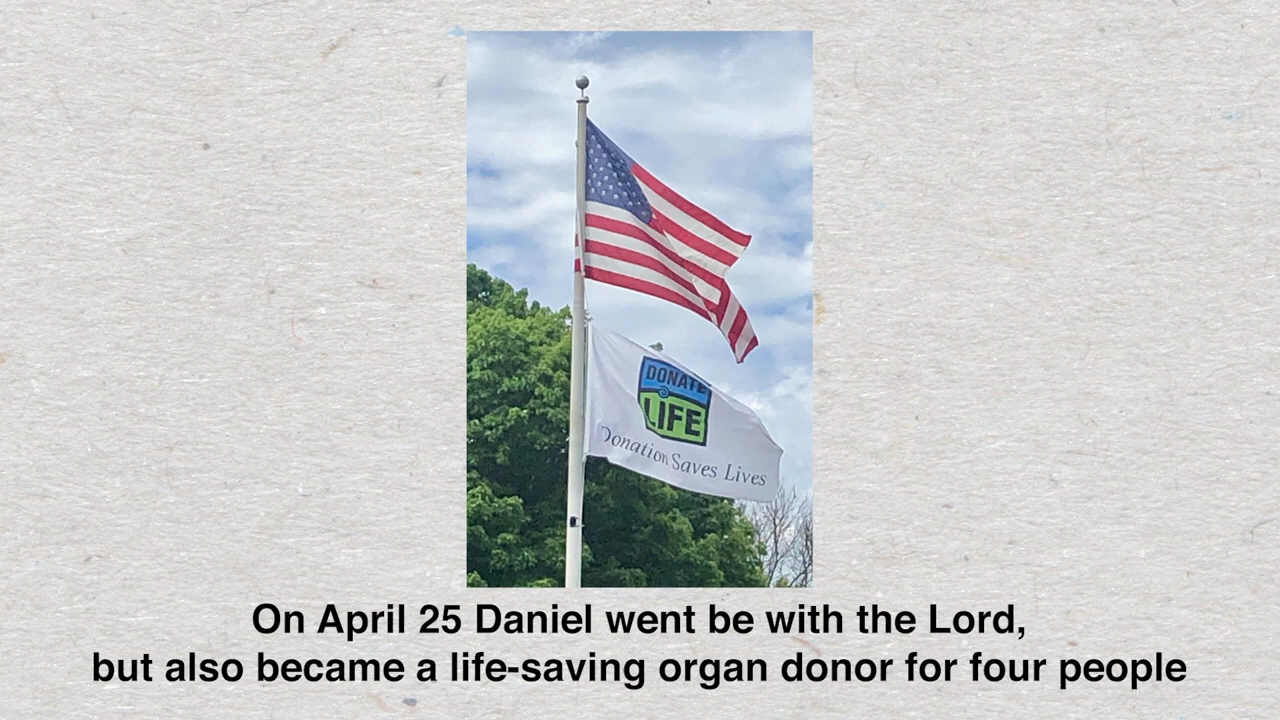 DONATE
LIFE
Donation Saves Lives
On April 25 Daniel went be with the Lord,
but also became a life-saving organ donor for four people